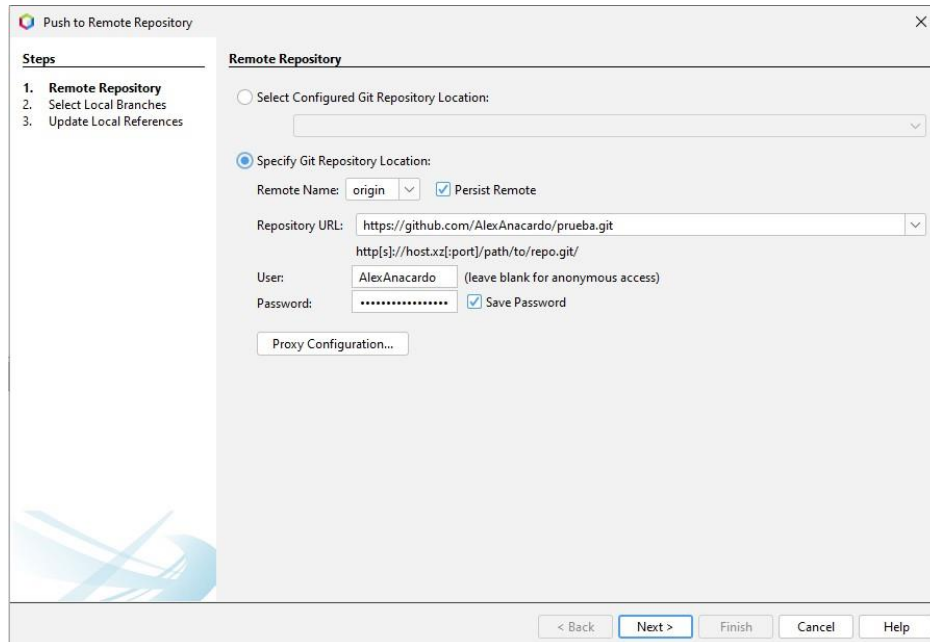 Push to Remote Repository
Steps
1. Remote Repository
2. Select Local Branches
3. Update Local References
Remote Repository
Select Configured Git Repository Location:
Specify Git Repository Location:
Remote Name: origin Persist Remote
Repository URL: https://github.com/AlexAnacardo/prueba.git
http[s]://host.xz[:port]/path/to/repo.git/
User: AlexAnacardo (leave blank for anonymous access)
Password: ••••••••••••••••• Save Password
Proxy Configuration...
< Back Next > Finish Cancel Help